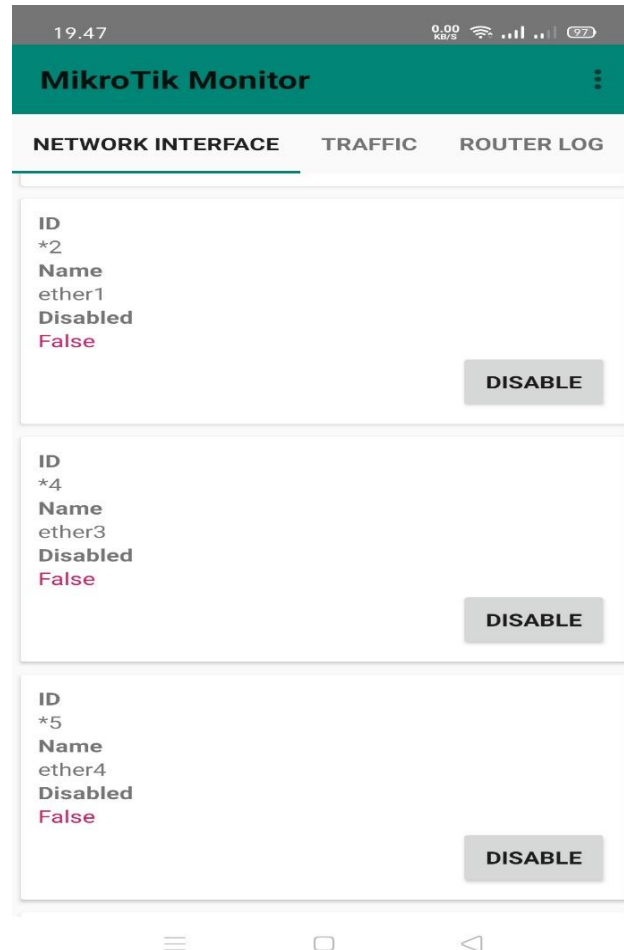 19.47
0.00
KB/S
97
MikroTik Monitor
NETWORK INTERFACE TRAFFIC ROUTER LOG
ID
*2
Name
ether1
Disabled
False
DISABLE
ID
*4
Name
ether3
Disabled
False
DISABLE
ID
*5
Name
ether4
Disabled
False
DISABLE